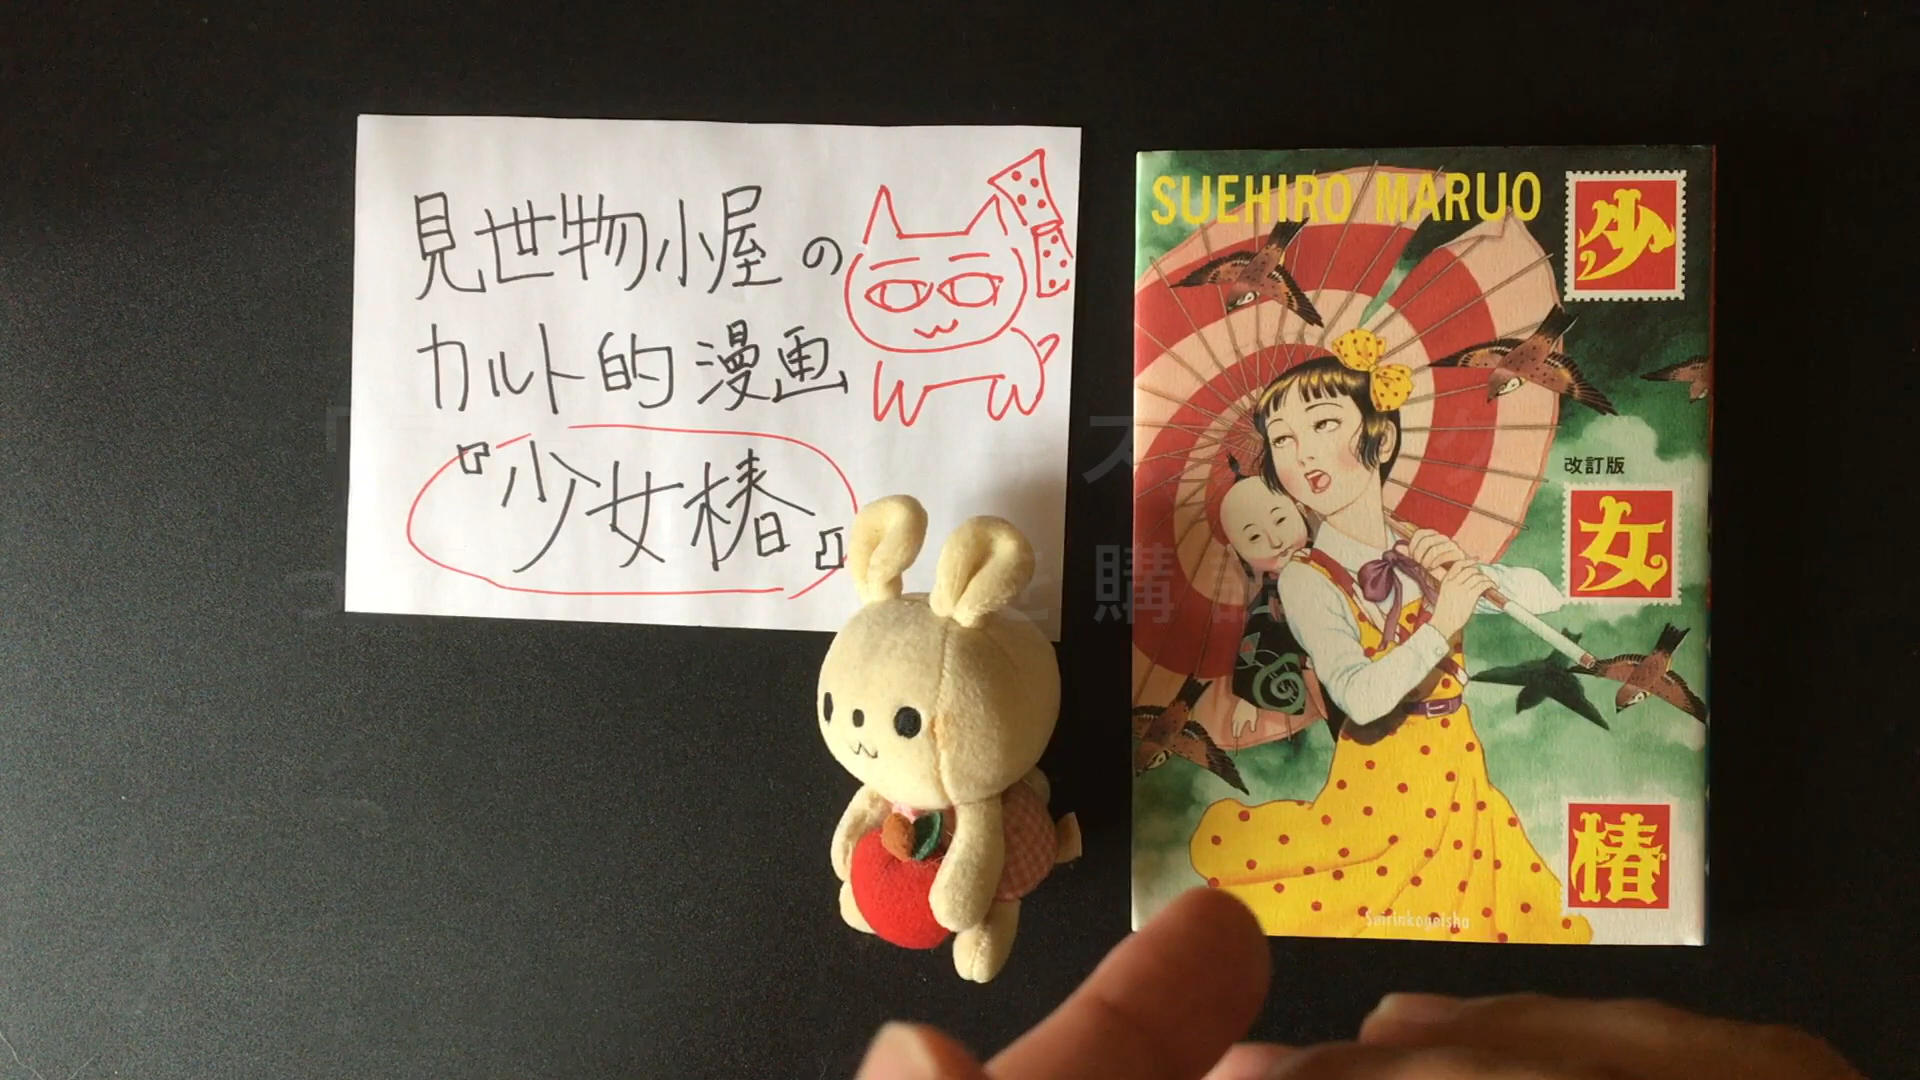 見世物小屋の
カルト的漫画
『少女椿』
SUEHIRO MARUO
少
改訂版
女
椿
Seirinkogeisha